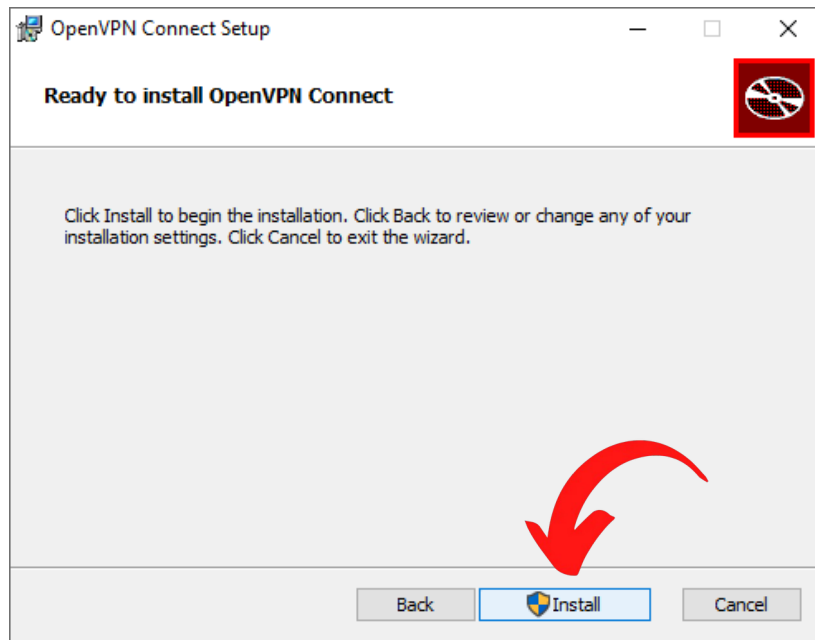 OpenVPN Connect Setup
Ready to install OpenVPN Connect
Click Install to begin the installation. Click Back to review or change any of your
installation settings. Click Cancel to exit the wizard.
Back
Install
Cancel